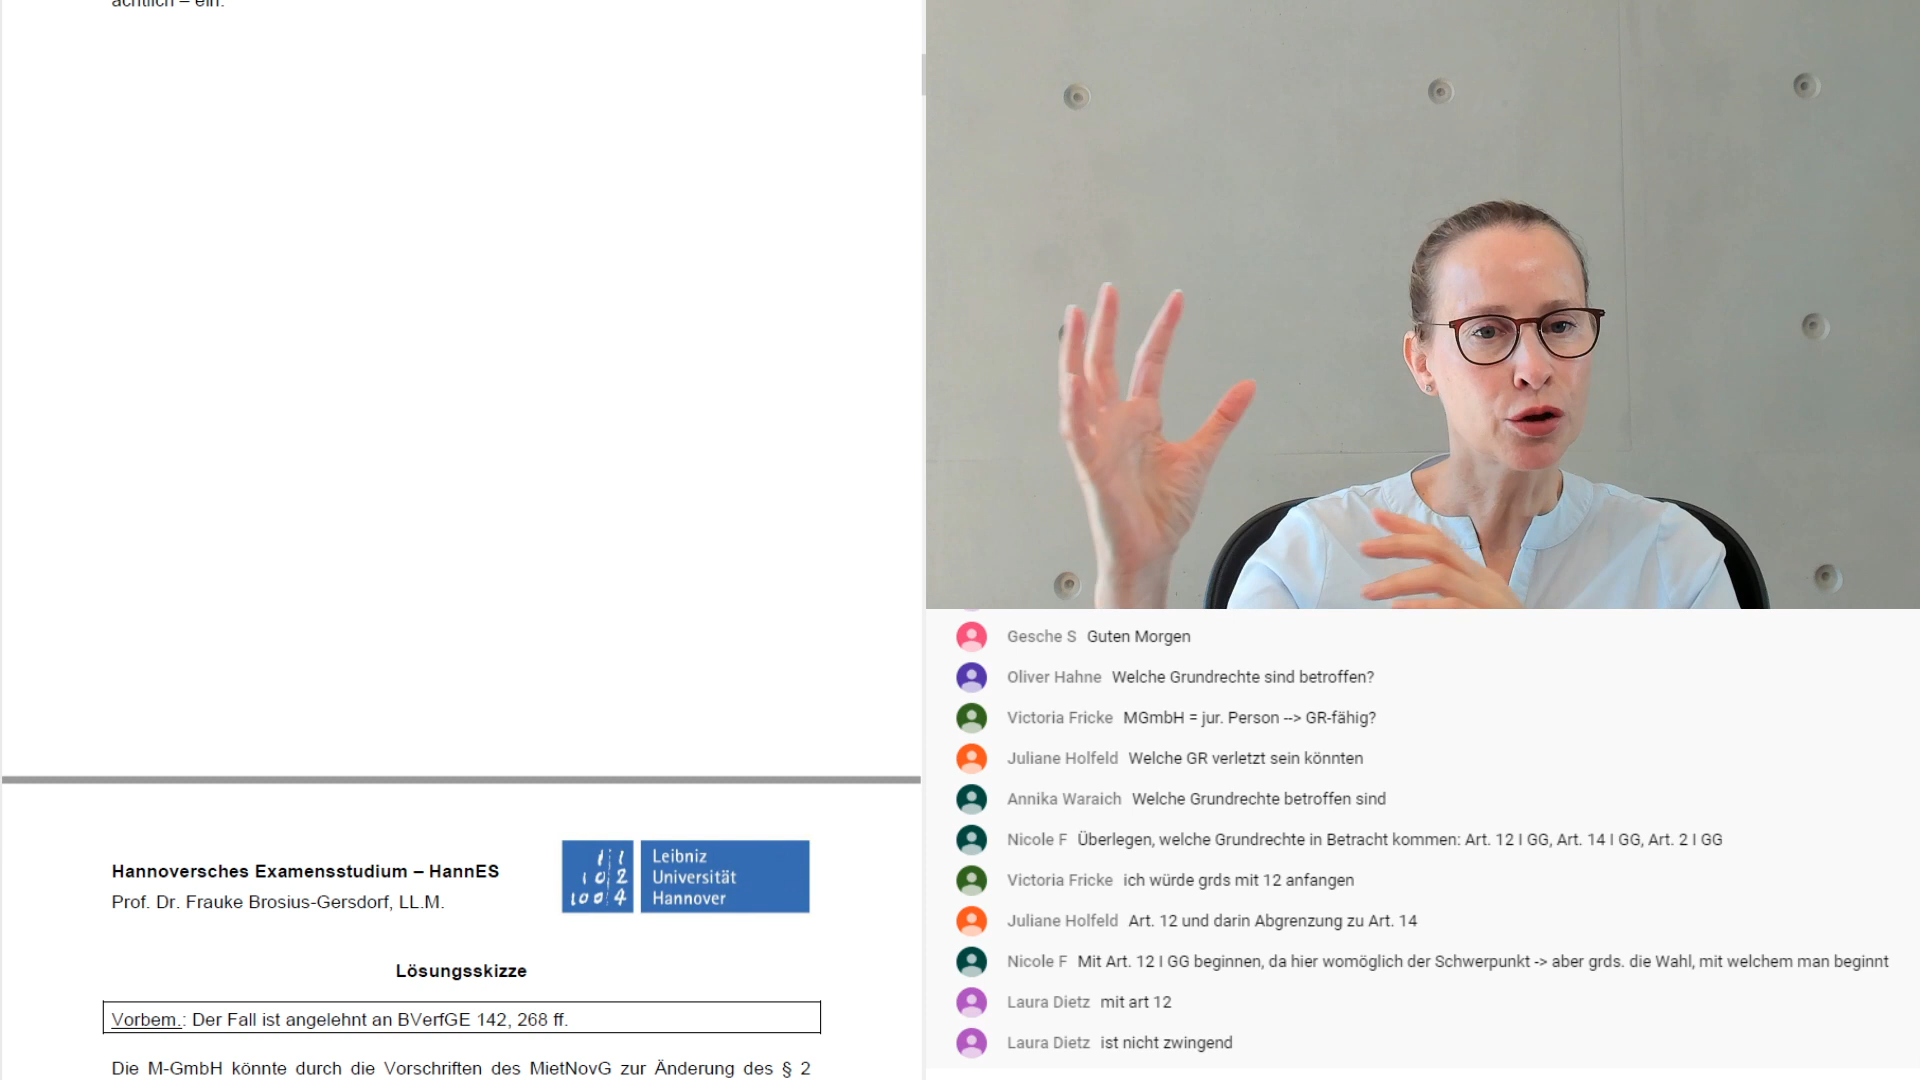 ächtlich – ein.
Hannoversches Examensstudium – HannES
Prof. Dr. Frauke Brosius-Gersdorf, LL.M.
11
102
1004
Leibniz
Universität
Hannover
Lösungsskizze
Vorbem.: Der Fall ist angelehnt an BVerfGE 142, 268 ff.
Die M-GmbH könnte durch die Vorschriften des MietNovG zur Änderung des § 2
Gesche S Guten Morgen
Oliver Hahne Welche Grundrechte sind betroffen?
Victoria Fricke MGmbH = jur. Person --> GR-fähig?
Juliane Holfeld Welche GR verletzt sein könnten
Annika Waraich Welche Grundrechte betroffen sind
Nicole F Überlegen, welche Grundrechte in Betracht kommen: Art. 12 I GG, Art. 14 I GG, Art. 2 I GG
Victoria Fricke ich würde grds mit 12 anfangen
Juliane Holfeld Art. 12 und darin Abgrenzung zu Art. 14
Nicole F Mit Art. 12 I GG beginnen, da hier womöglich der Schwerpunkt -> aber grds. die Wahl, mit welchem man beginnt
Laura Dietz mit art 12
Laura Dietz ist nicht zwingend